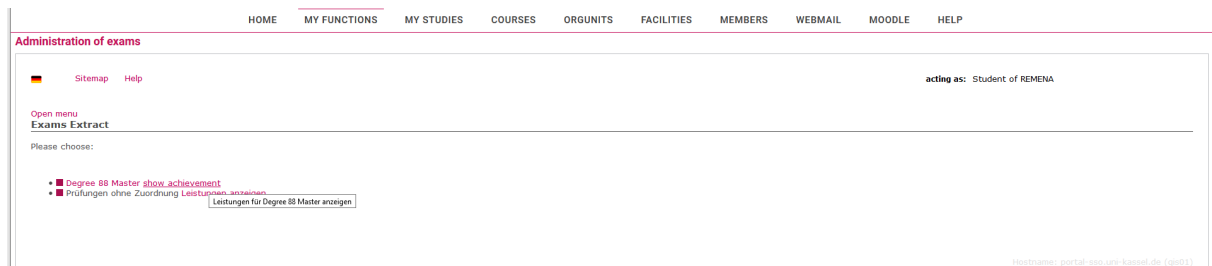 HOME MY FUNCTIONS MY STUDIES COURSES ORGUNITS FACILITIES MEMBERS WEBMAIL MOODLE HELP
Administration of exams
Sitemap Help acting as: Student of REMENA
Open menu
Exams Extract
Please choose:
Degree 88 Master show achievement
Prüfungen ohne Zuordnung Leistungen anzeigen
Leistungen für Degree 88 Master anzeigen
Hostname: portal-sso.uni-kassel.de (qis01)